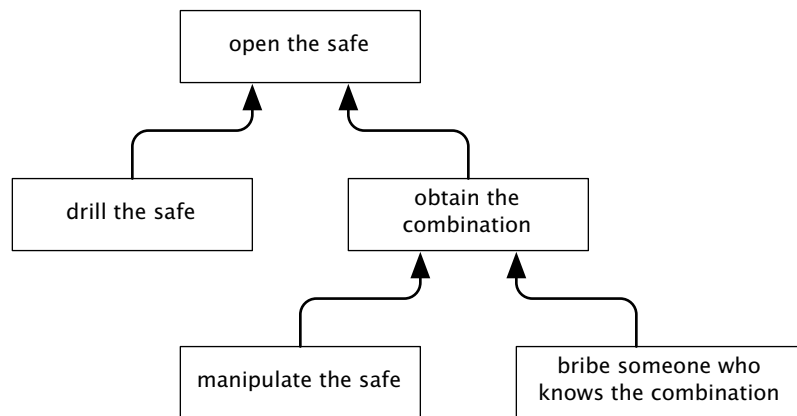 open the safe
drill the safe
obtain the
combination
manipulate the safe
bribe someone who
knows the combination